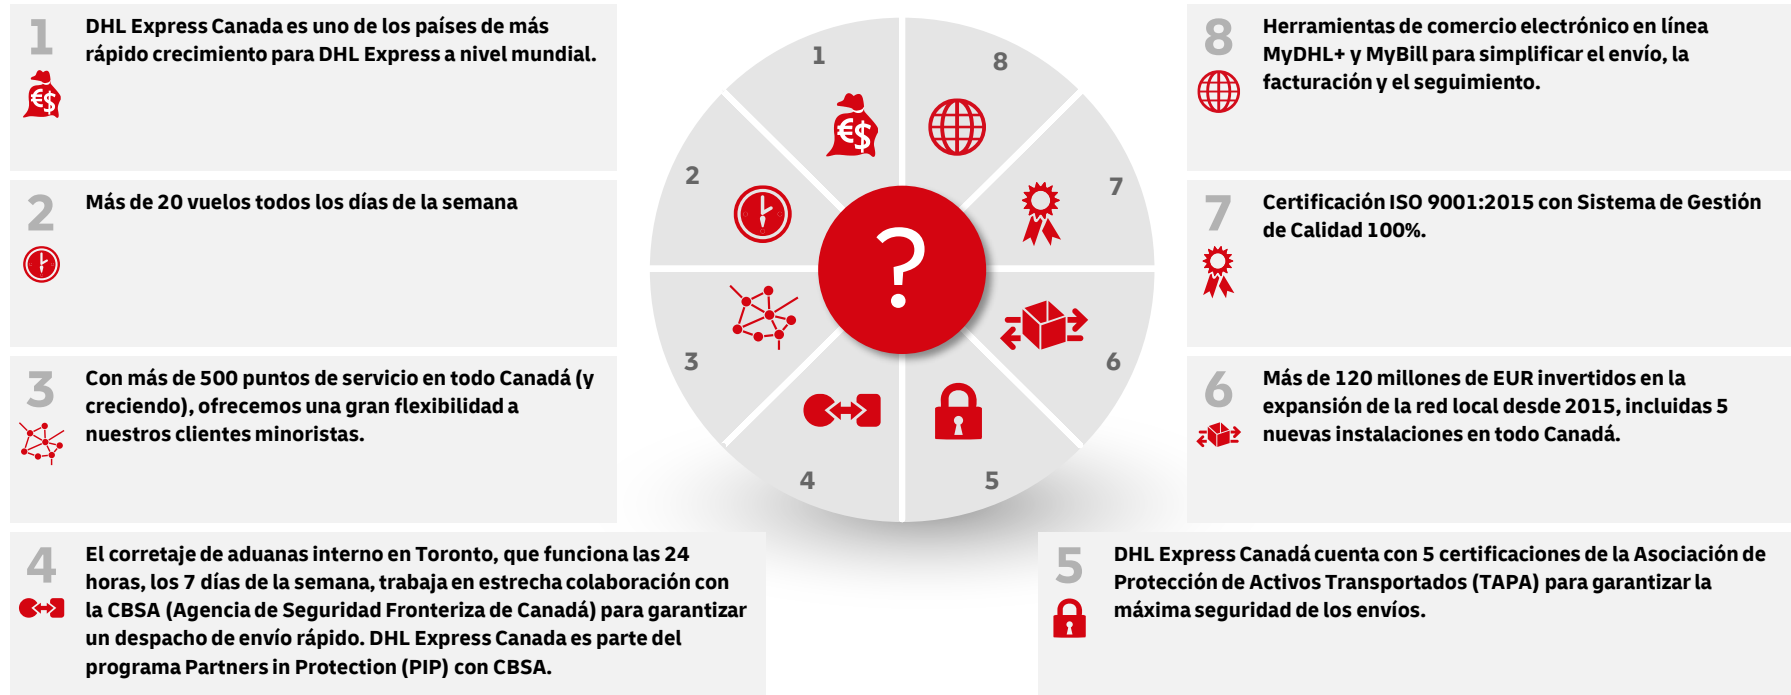 1
DHL Express Canada es uno de los países de más
rápido crecimiento para DHL Express a nivel mundial.
€$
2
Más de 20 vuelos todos los días de la semana
3
Con más de 500 puntos de servicio en todo Canadá (y
creciendo), ofrecemos una gran flexibilidad a
nuestros clientes minoristas.
4
El corretaje de aduanas interno en Toronto, que funciona las 24
horas, los 7 días de la semana, trabaja en estrecha colaboración con
la CBSA (Agencia de Seguridad Fronteriza de Canadá) para garantizar
un despacho de envío rápido. DHL Express Canada es parte del
programa Partners in Protection (PIP) con CBSA.
1
8
€$
2
7
?
3
6
4
5
8
Herramientas de comercio electrónico en línea
MyDHL+ y MyBill para simplificar el envío, la
facturación y el seguimiento.
7
Certificación ISO 9001:2015 con Sistema de Gestión
de Calidad 100%.
6
Más de 120 millones de EUR invertidos en la
expansión de la red local desde 2015, incluidas 5
nuevas instalaciones en todo Canadá.
5
DHL Express Canadá cuenta con 5 certificaciones de la Asociación de
Protección de Activos Transportados (TAPA) para garantizar la
máxima seguridad de los envíos.